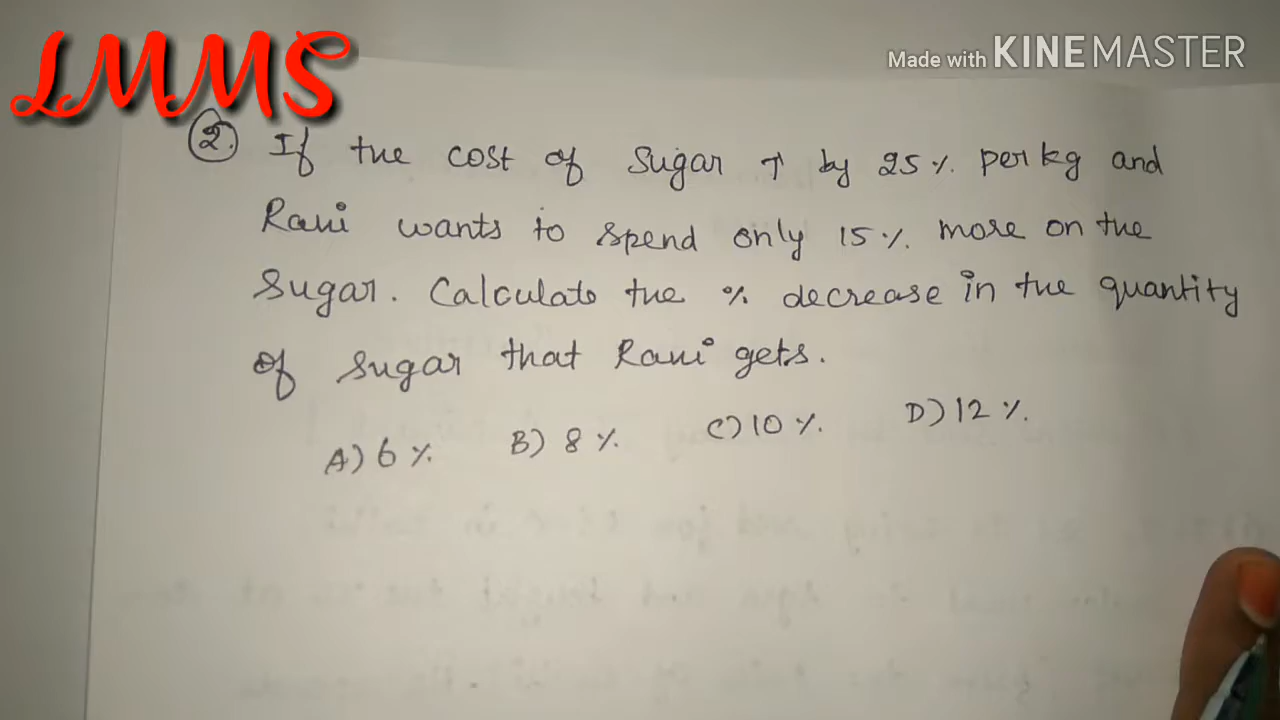 LMMS
Made with KINEMASTER
2. If the cost of sugar ↑ by 25 %. per kg and
Rani wants to spend only 15 %. more on the
Sugar. Calculate the % decrease in the quantity
of sugar that Rani gets.
A) 6 %. B) 8 %. C) 10 %. D) 12 %.